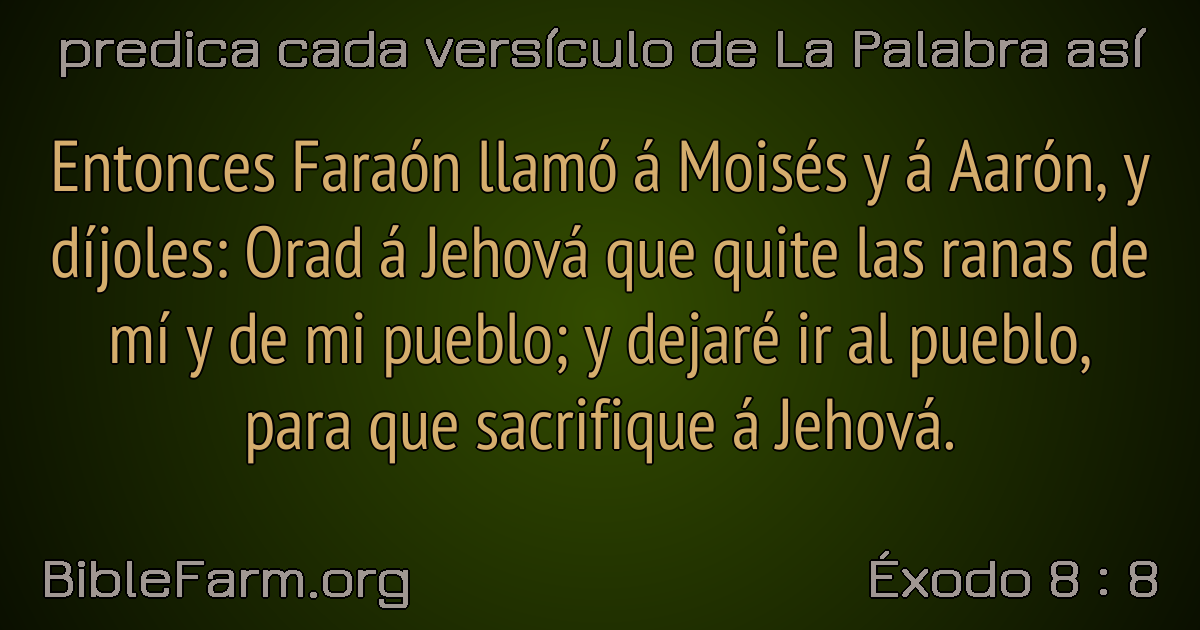 predica cada versículo de La Palabra así
Entonces Faraón llamó á Moisés y á Aarón, y
díjoles: Orad á Jehová que quite las ranas de
mí y de mi pueblo; y dejaré ir al pueblo,
para que sacrifique á Jehová.
BibleFarm.org
Éxodo 8 : 8